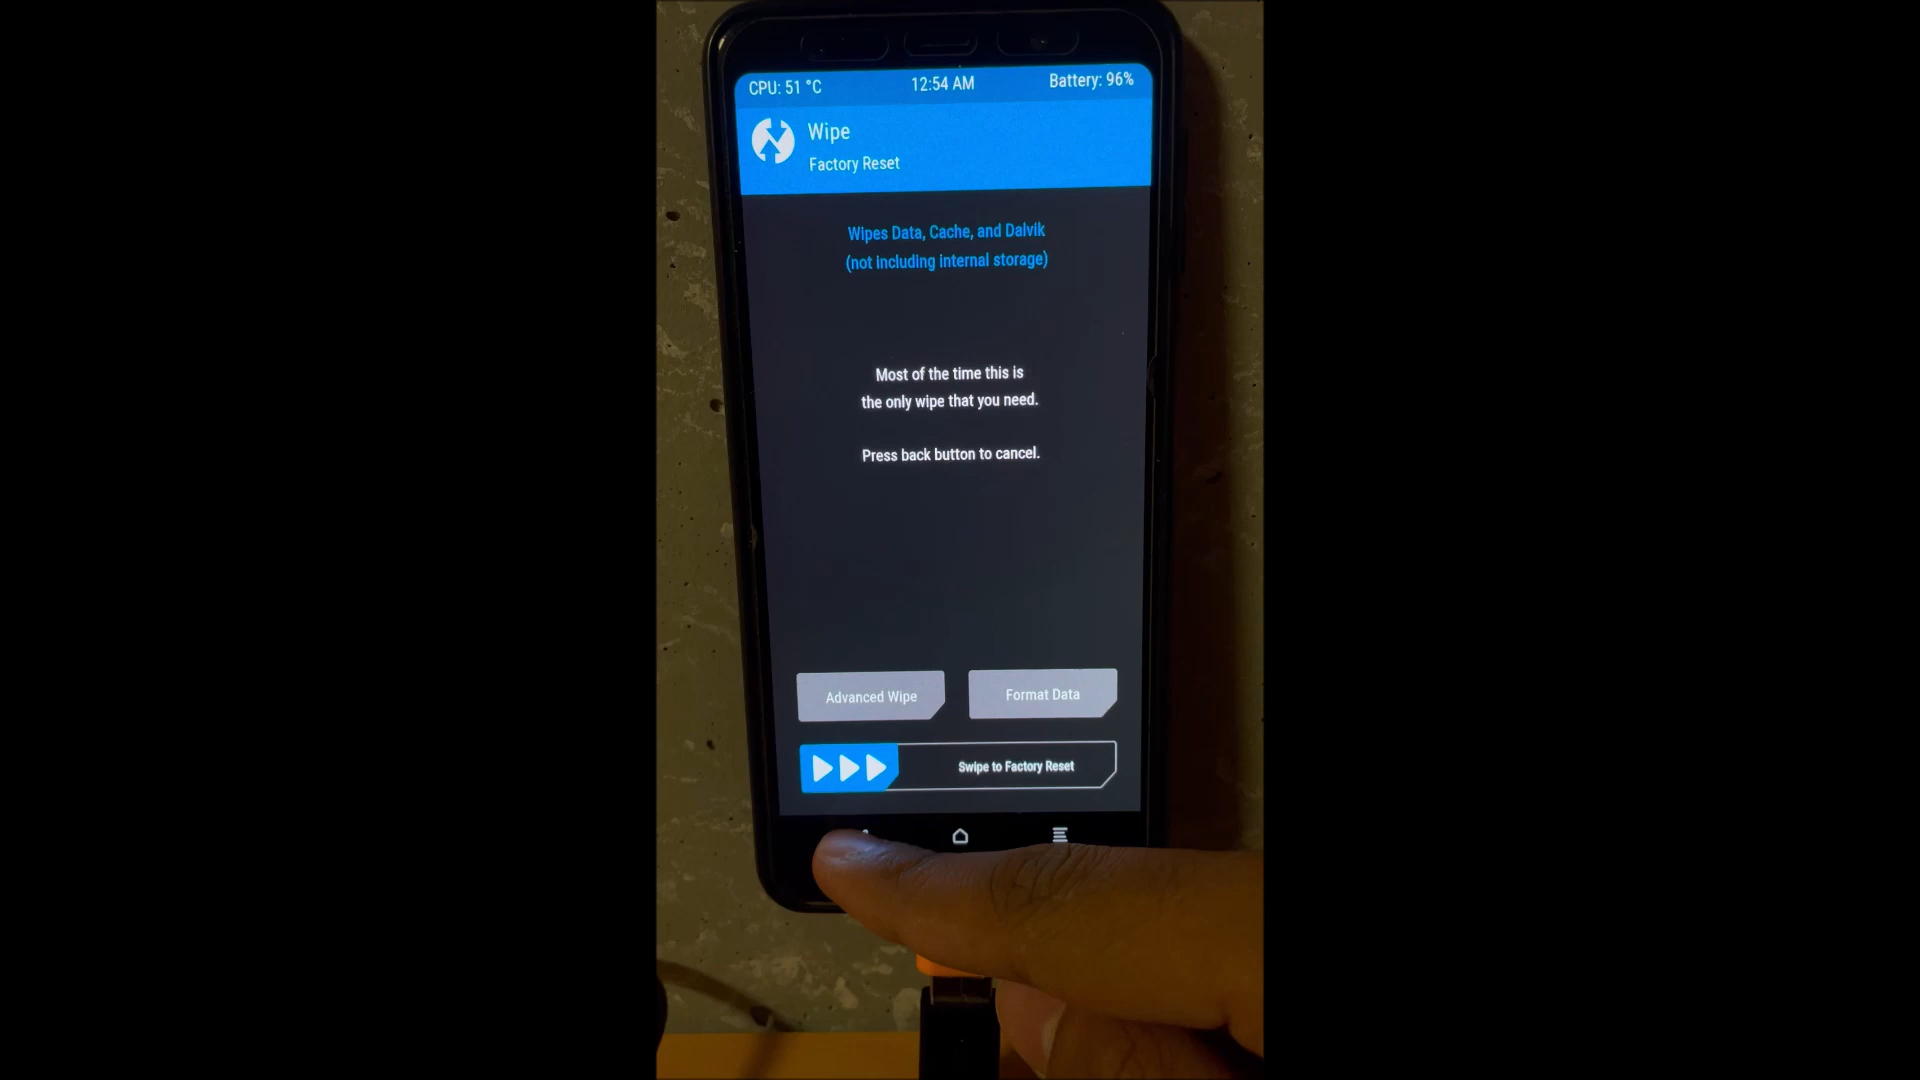 CPU: 51 °C 12:54 AM Battery: 96%
Wipe
Factory Reset
Wipes Data, Cache, and Dalvik
(not including internal storage)
Most of the time this is
the only wipe that you need.
Press back button to cancel.
Advanced Wipe Format Data
Swipe to Factory Reset